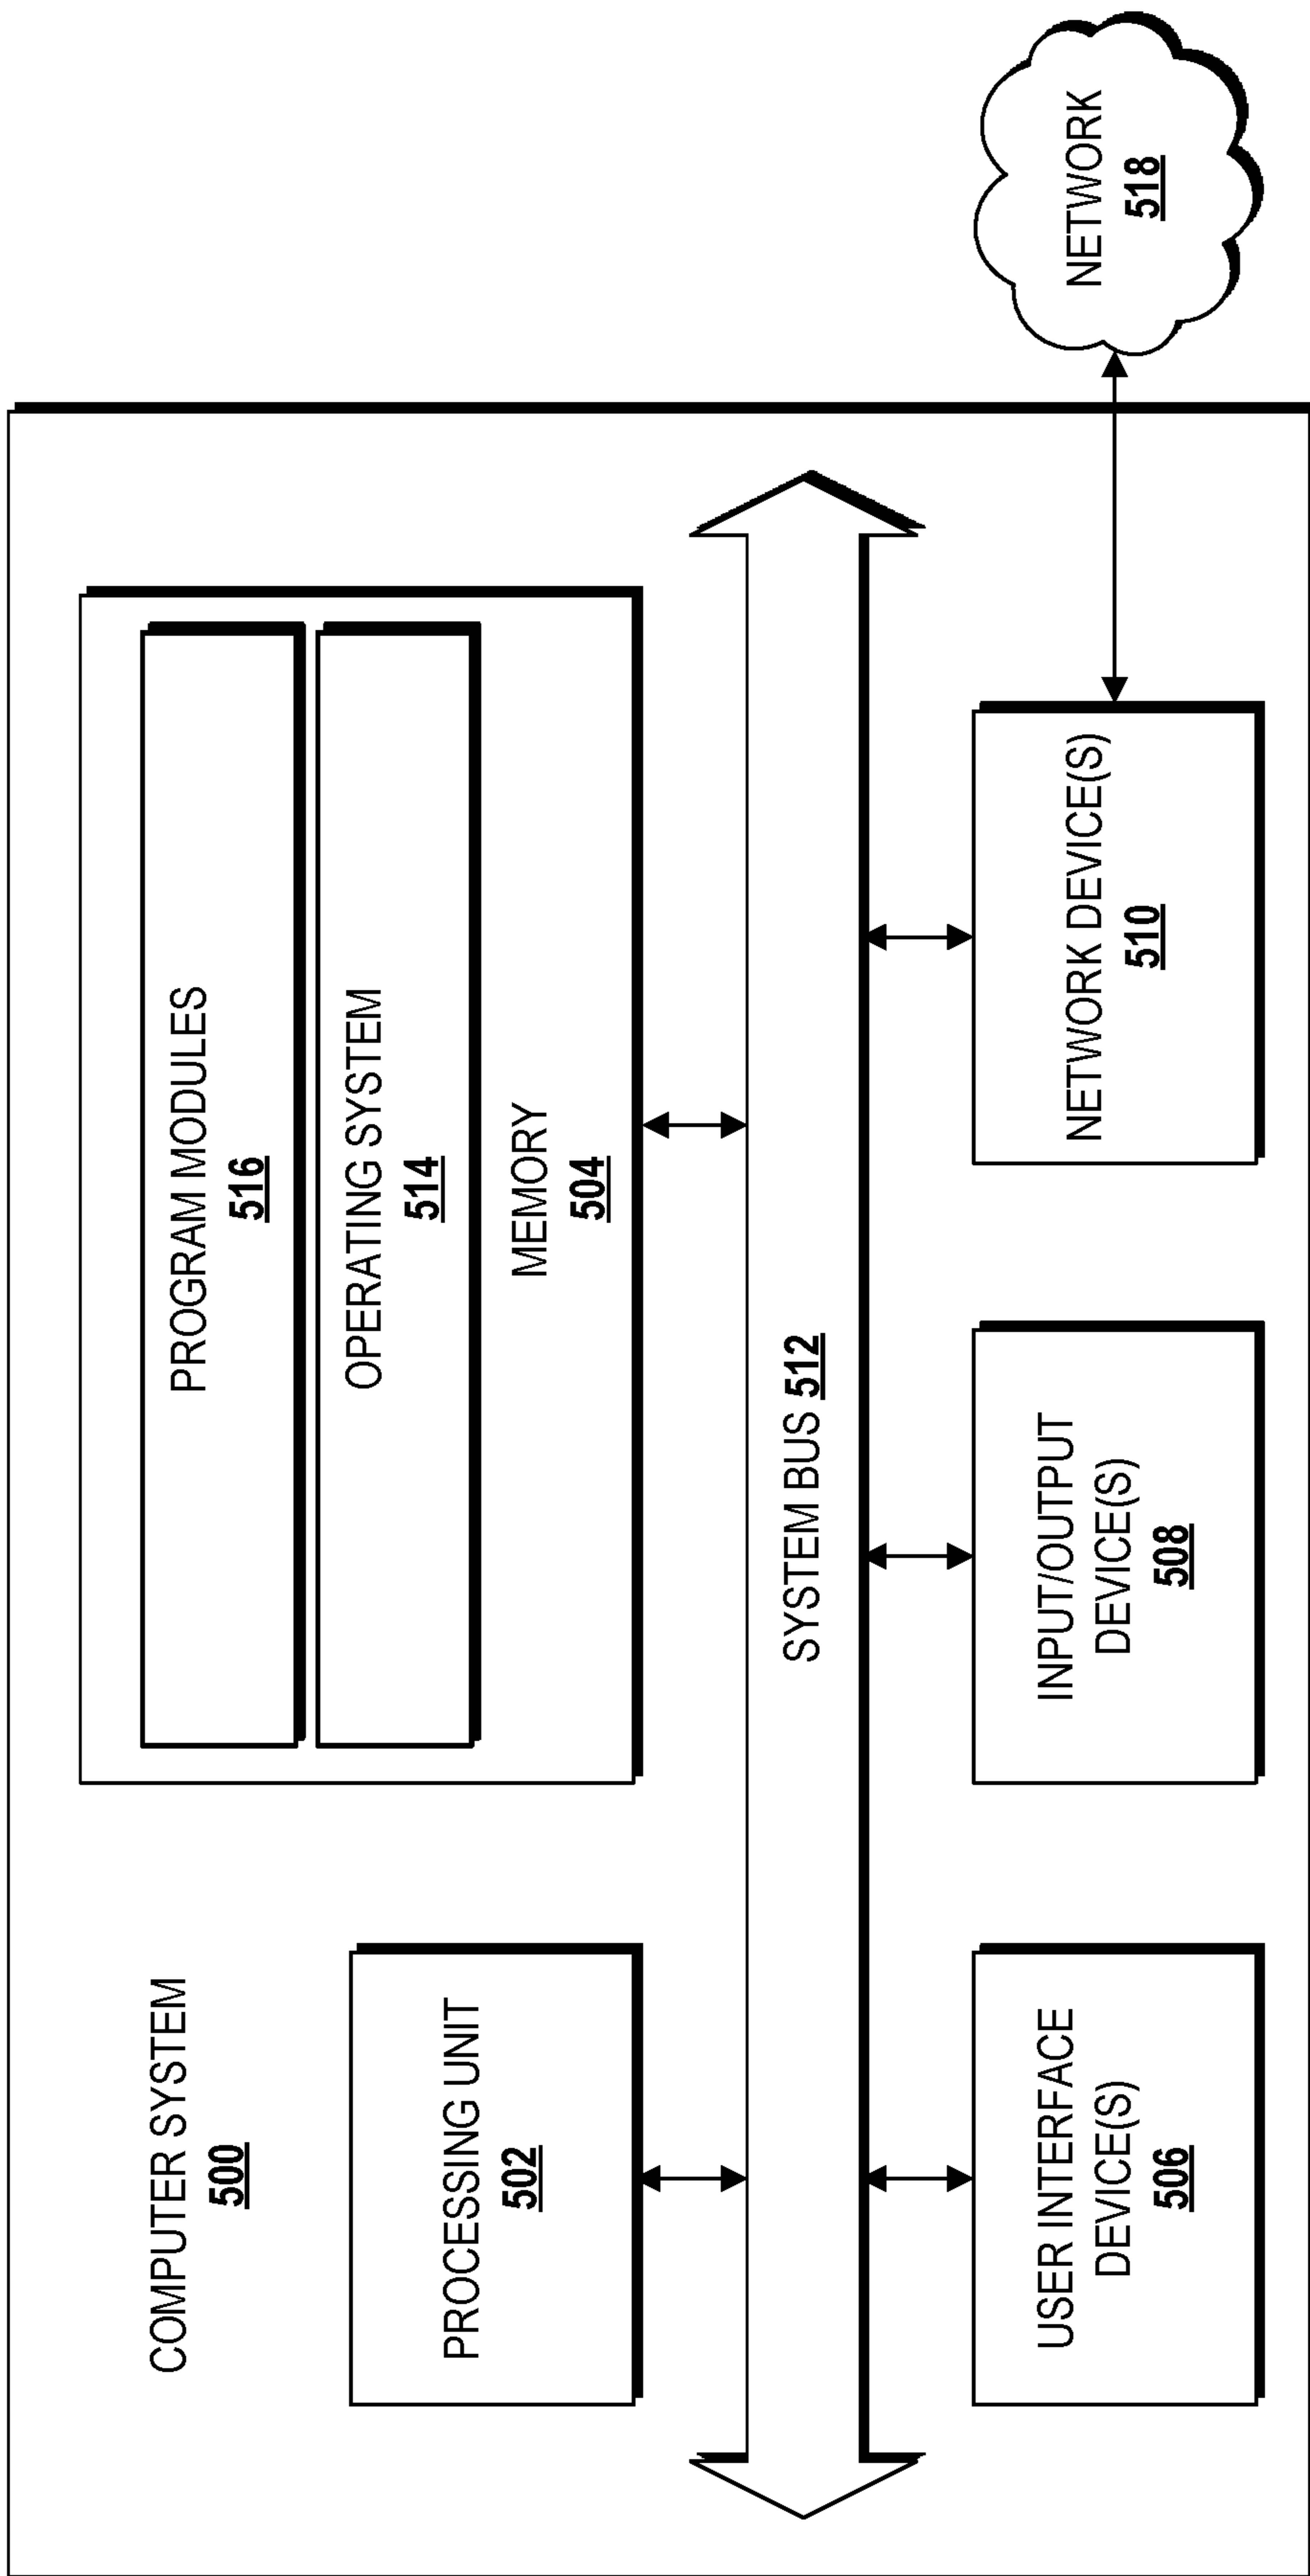 COMPUTER SYSTEM
500
PROCESSING UNIT
502
PROGRAM MODULES
516
OPERATING SYSTEM
514
MEMORY
504
SYSTEM BUS 512
USER INTERFACE
DEVICE(S)
506
INPUT/OUTPUT
DEVICE(S)
508
NETWORK DEVICE(S)
510
NETWORK
518